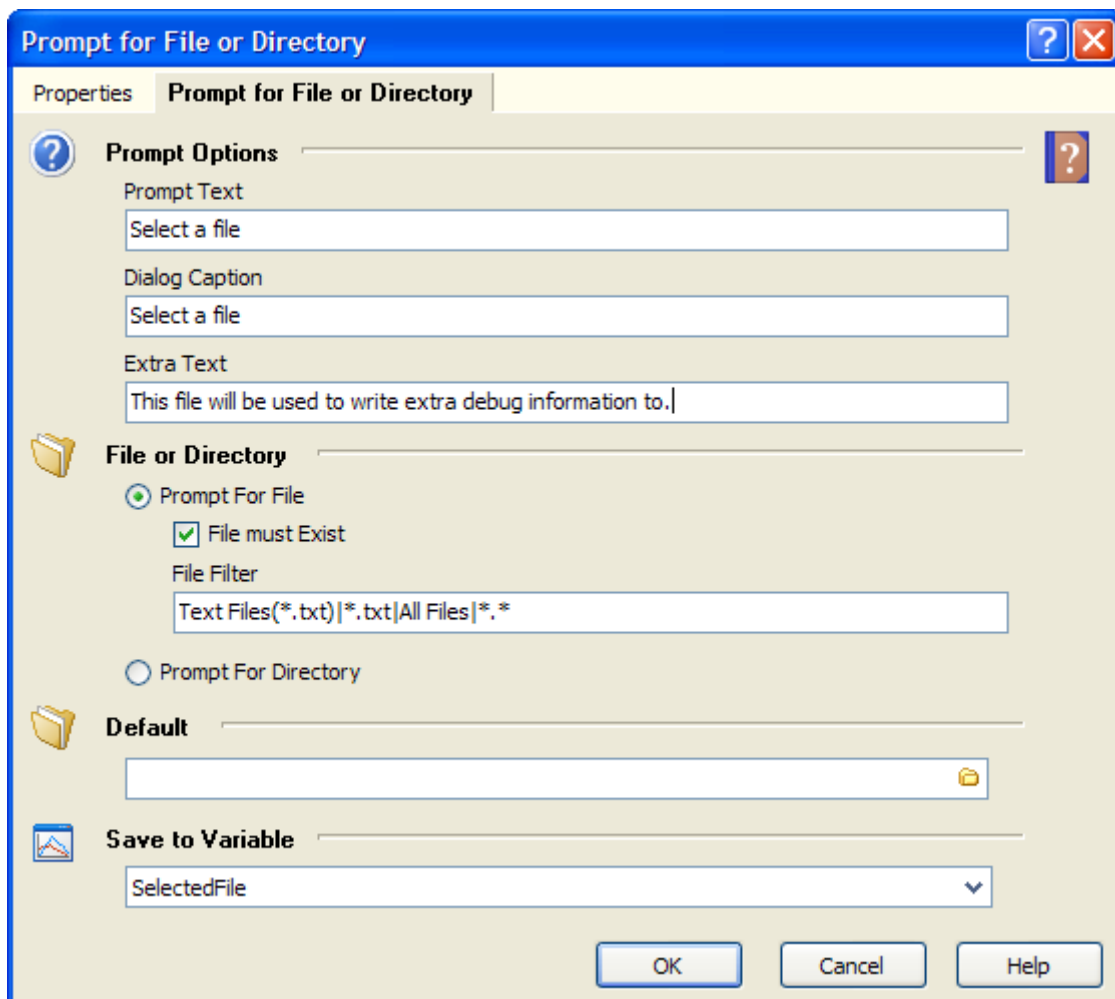 Prompt for File or Directory
Properties Prompt for File or Directory
Prompt Options
Prompt Text
Select a file
Dialog Caption
Select a file
Extra Text
This file will be used to write extra debug information to.
File or Directory
Prompt For File
File must Exist
File Filter
Text Files(*.txt)|*.txt|All Files|*.*
Prompt For Directory
Default
Save to Variable
SelectedFile
OK Cancel Help